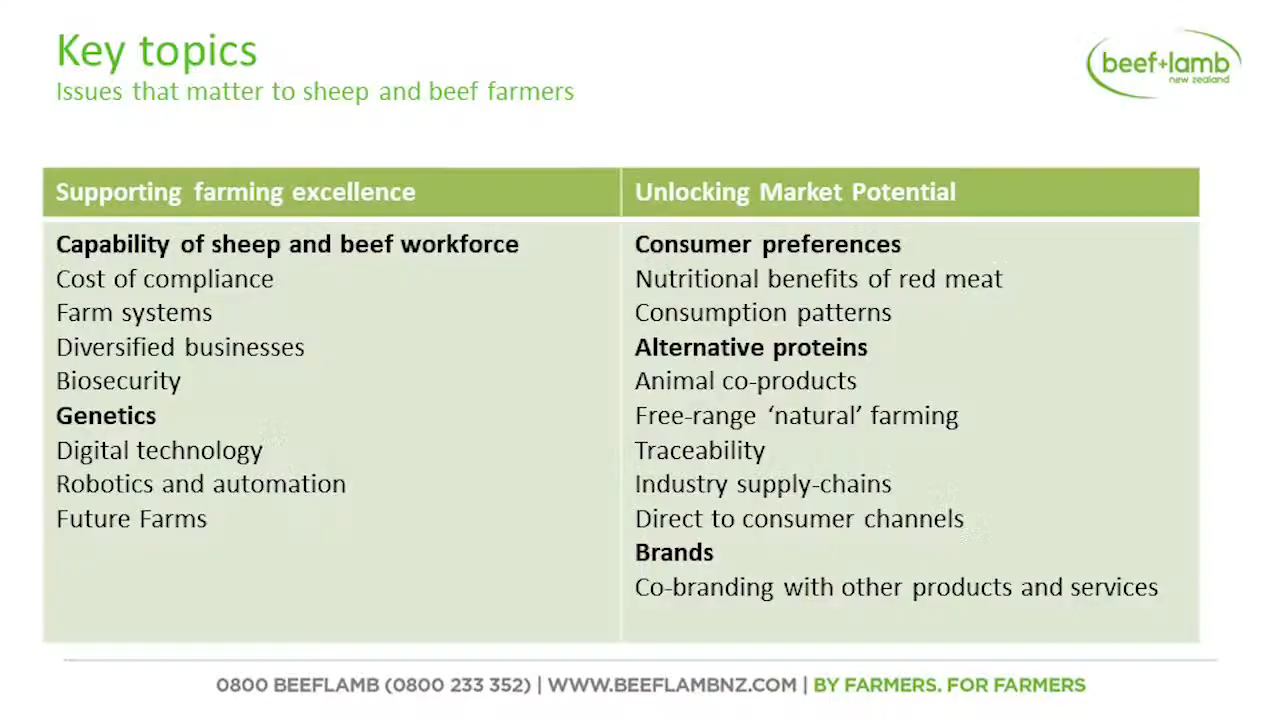 Key topics
Issues that matter to sheep and beef farmers
beef+lamb
new zealand
Supporting farming excellence
Capability of sheep and beef workforce
Cost of compliance
Farm systems
Diversified businesses
Biosecurity
Genetics
Digital technology
Robotics and automation
Future Farms
Unlocking Market Potential
Consumer preferences
Nutritional benefits of red meat
Consumption patterns
Alternative proteins
Animal co-products
Free-range ‘natural’ farming
Traceability
Industry supply-chains
Direct to consumer channels
Brands
Co-branding with other products and services
0800 BEEFLAMB (0800 233 352) | WWW.BEEFLAMBNZ.COM | BY FARMERS. FOR FARMERS